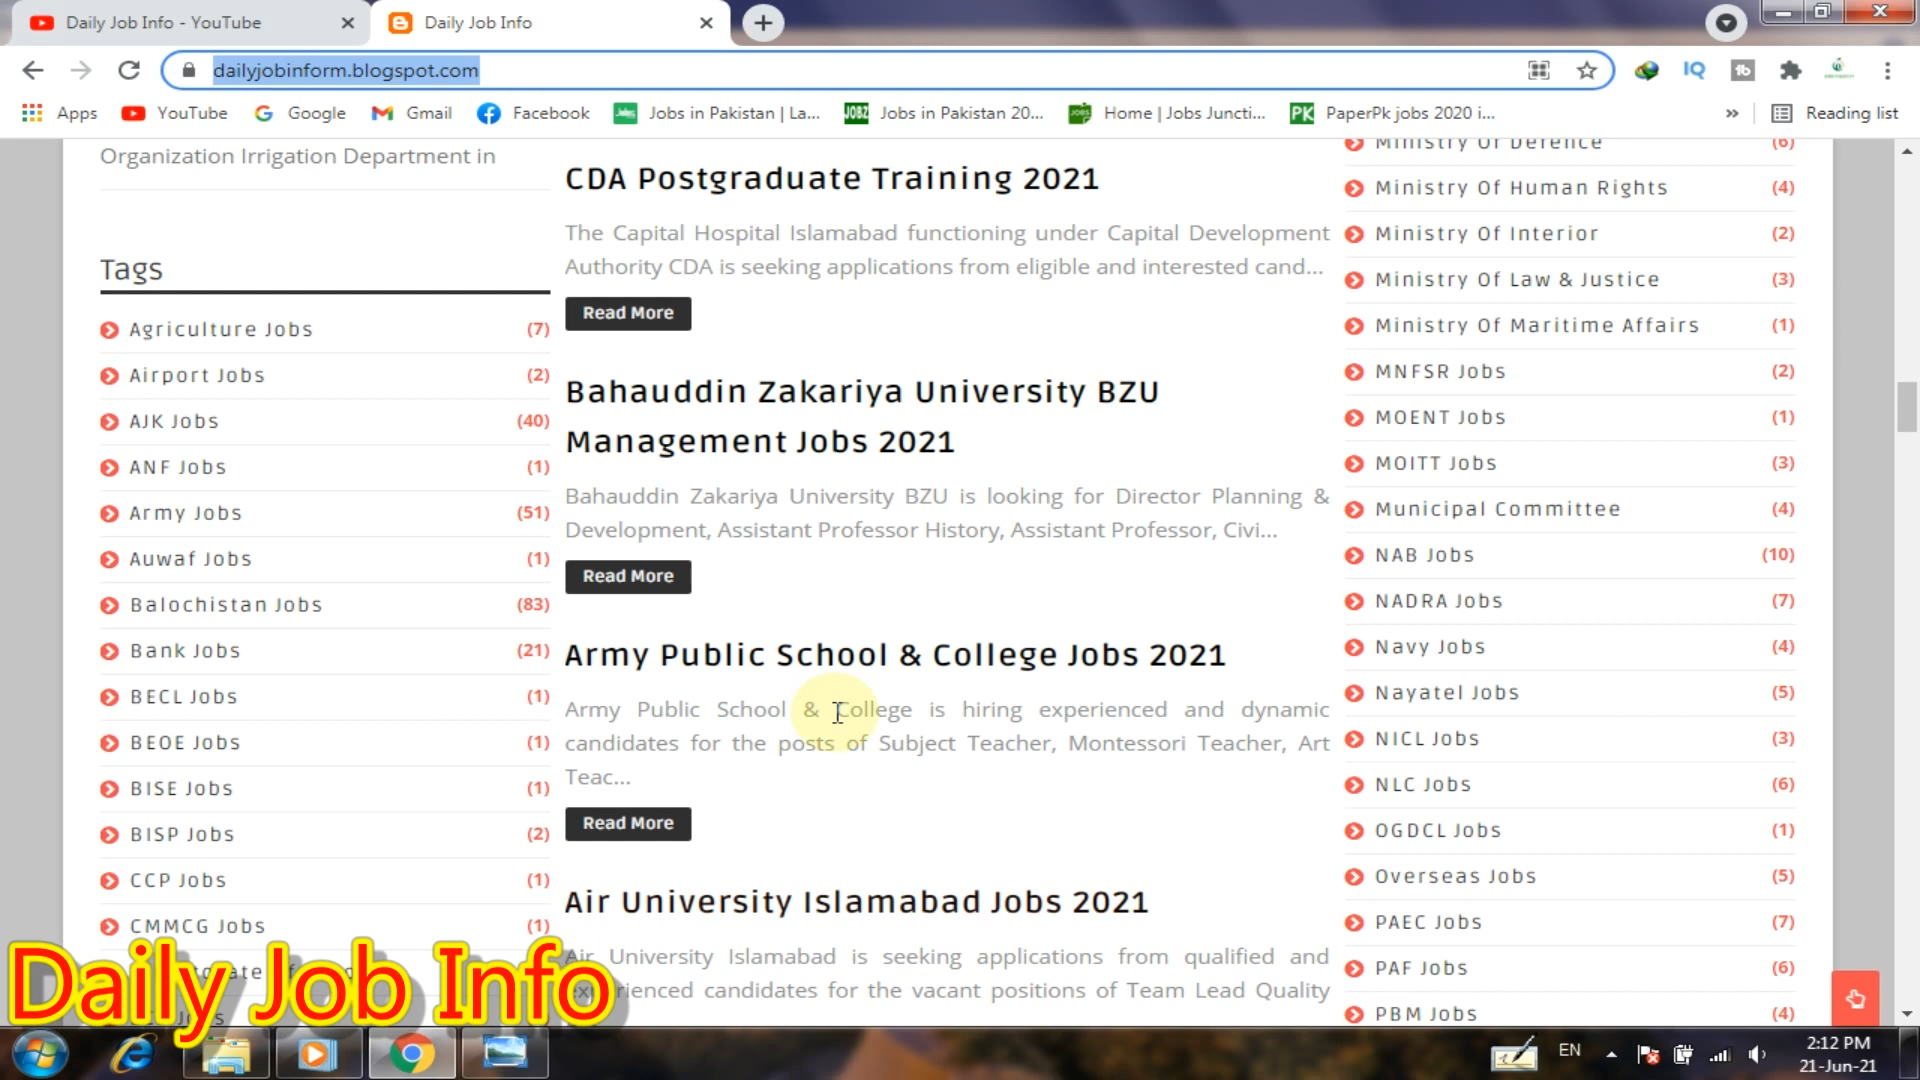 Daily Job Info - YouTube
Daily Job Info
dailyjobinform.blogspot.com
IQ
Apps
YouTube
Google
Gmail
Facebook
Jobs in Pakistan | La...
JOBZ
Jobs in Pakistan 20...
Home | Jobs Juncti...
PK
PaperPk jobs 2020 i...
»
Reading list
Organization Irrigation Department in
Tags
Agriculture Jobs (7)
Airport Jobs (2)
AJK Jobs (40)
ANF Jobs (1)
Army Jobs (51)
Auwaf Jobs (1)
Balochistan Jobs (83)
Bank Jobs (21)
BECL Jobs (1)
BEOE Jobs (1)
BISE Jobs (1)
BISP Jobs (2)
CCP Jobs (1)
CMMCG Jobs (1)
CDA Postgraduate Training 2021
The Capital Hospital Islamabad functioning under Capital Development
Authority CDA is seeking applications from eligible and interested cand...
Read More
Bahauddin Zakariya University BZU
Management Jobs 2021
Bahauddin Zakariya University BZU is looking for Director Planning &
Development, Assistant Professor History, Assistant Professor, Civi...
Read More
Army Public School & College Jobs 2021
Army Public School & College is hiring experienced and dynamic
candidates for the posts of Subject Teacher, Montessori Teacher, Art
Teac...
Read More
Air University Islamabad Jobs 2021
Air University Islamabad is seeking applications from qualified and
experienced candidates for the vacant positions of Team Lead Quality
Ministry Of Defence (6)
Ministry Of Human Rights (4)
Ministry Of Interior (2)
Ministry Of Law & Justice (3)
Ministry Of Maritime Affairs (1)
MNFSR Jobs (2)
MOENT Jobs (1)
MOITT Jobs (3)
Municipal Committee (4)
NAB Jobs (10)
NADRA Jobs (7)
Navy Jobs (4)
Nayatel Jobs (5)
NICL Jobs (3)
NLC Jobs (6)
OGDCL Jobs (1)
Overseas Jobs (5)
PAEC Jobs (7)
PAF Jobs (6)
PBM Jobs (4)
Daily Job Info
EN
2:12 PM
21-Jun-21